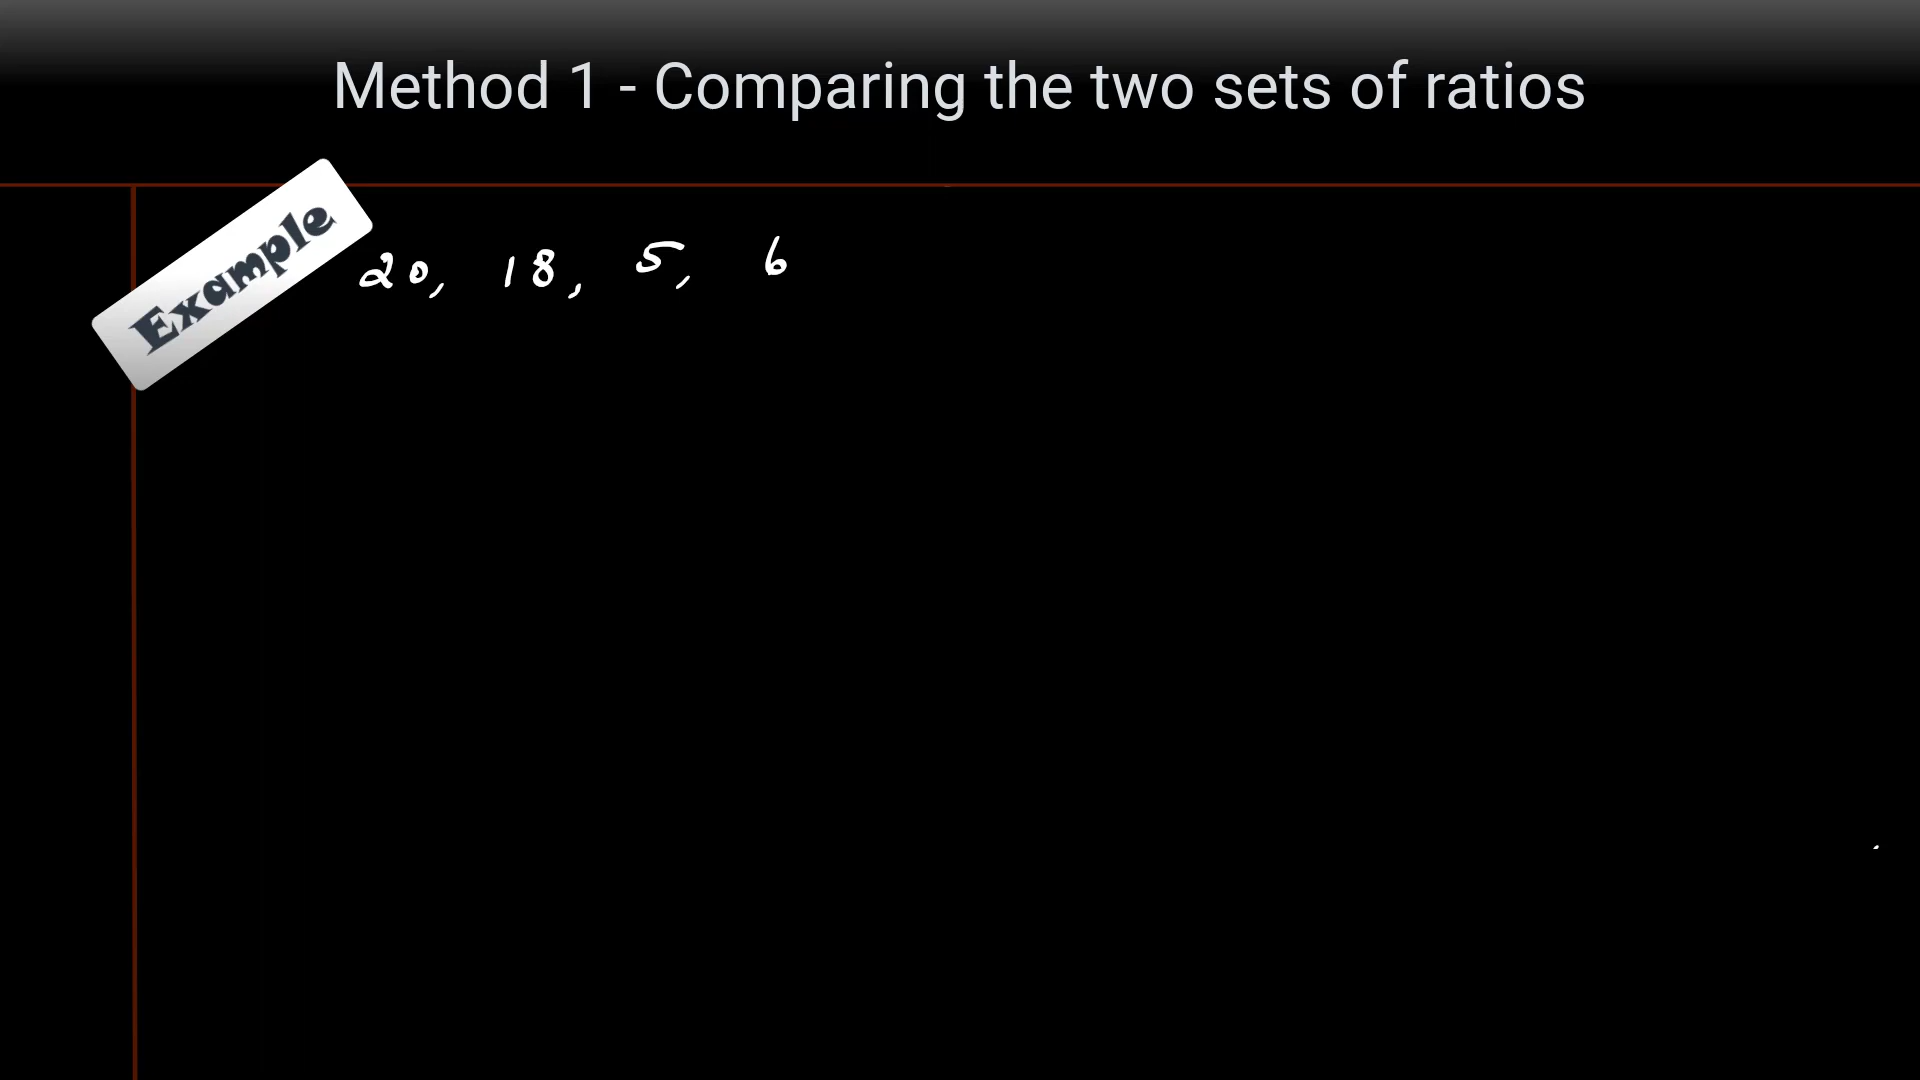 Method 1 - Comparing the two sets of ratios
Example
20, 18, 5, 6